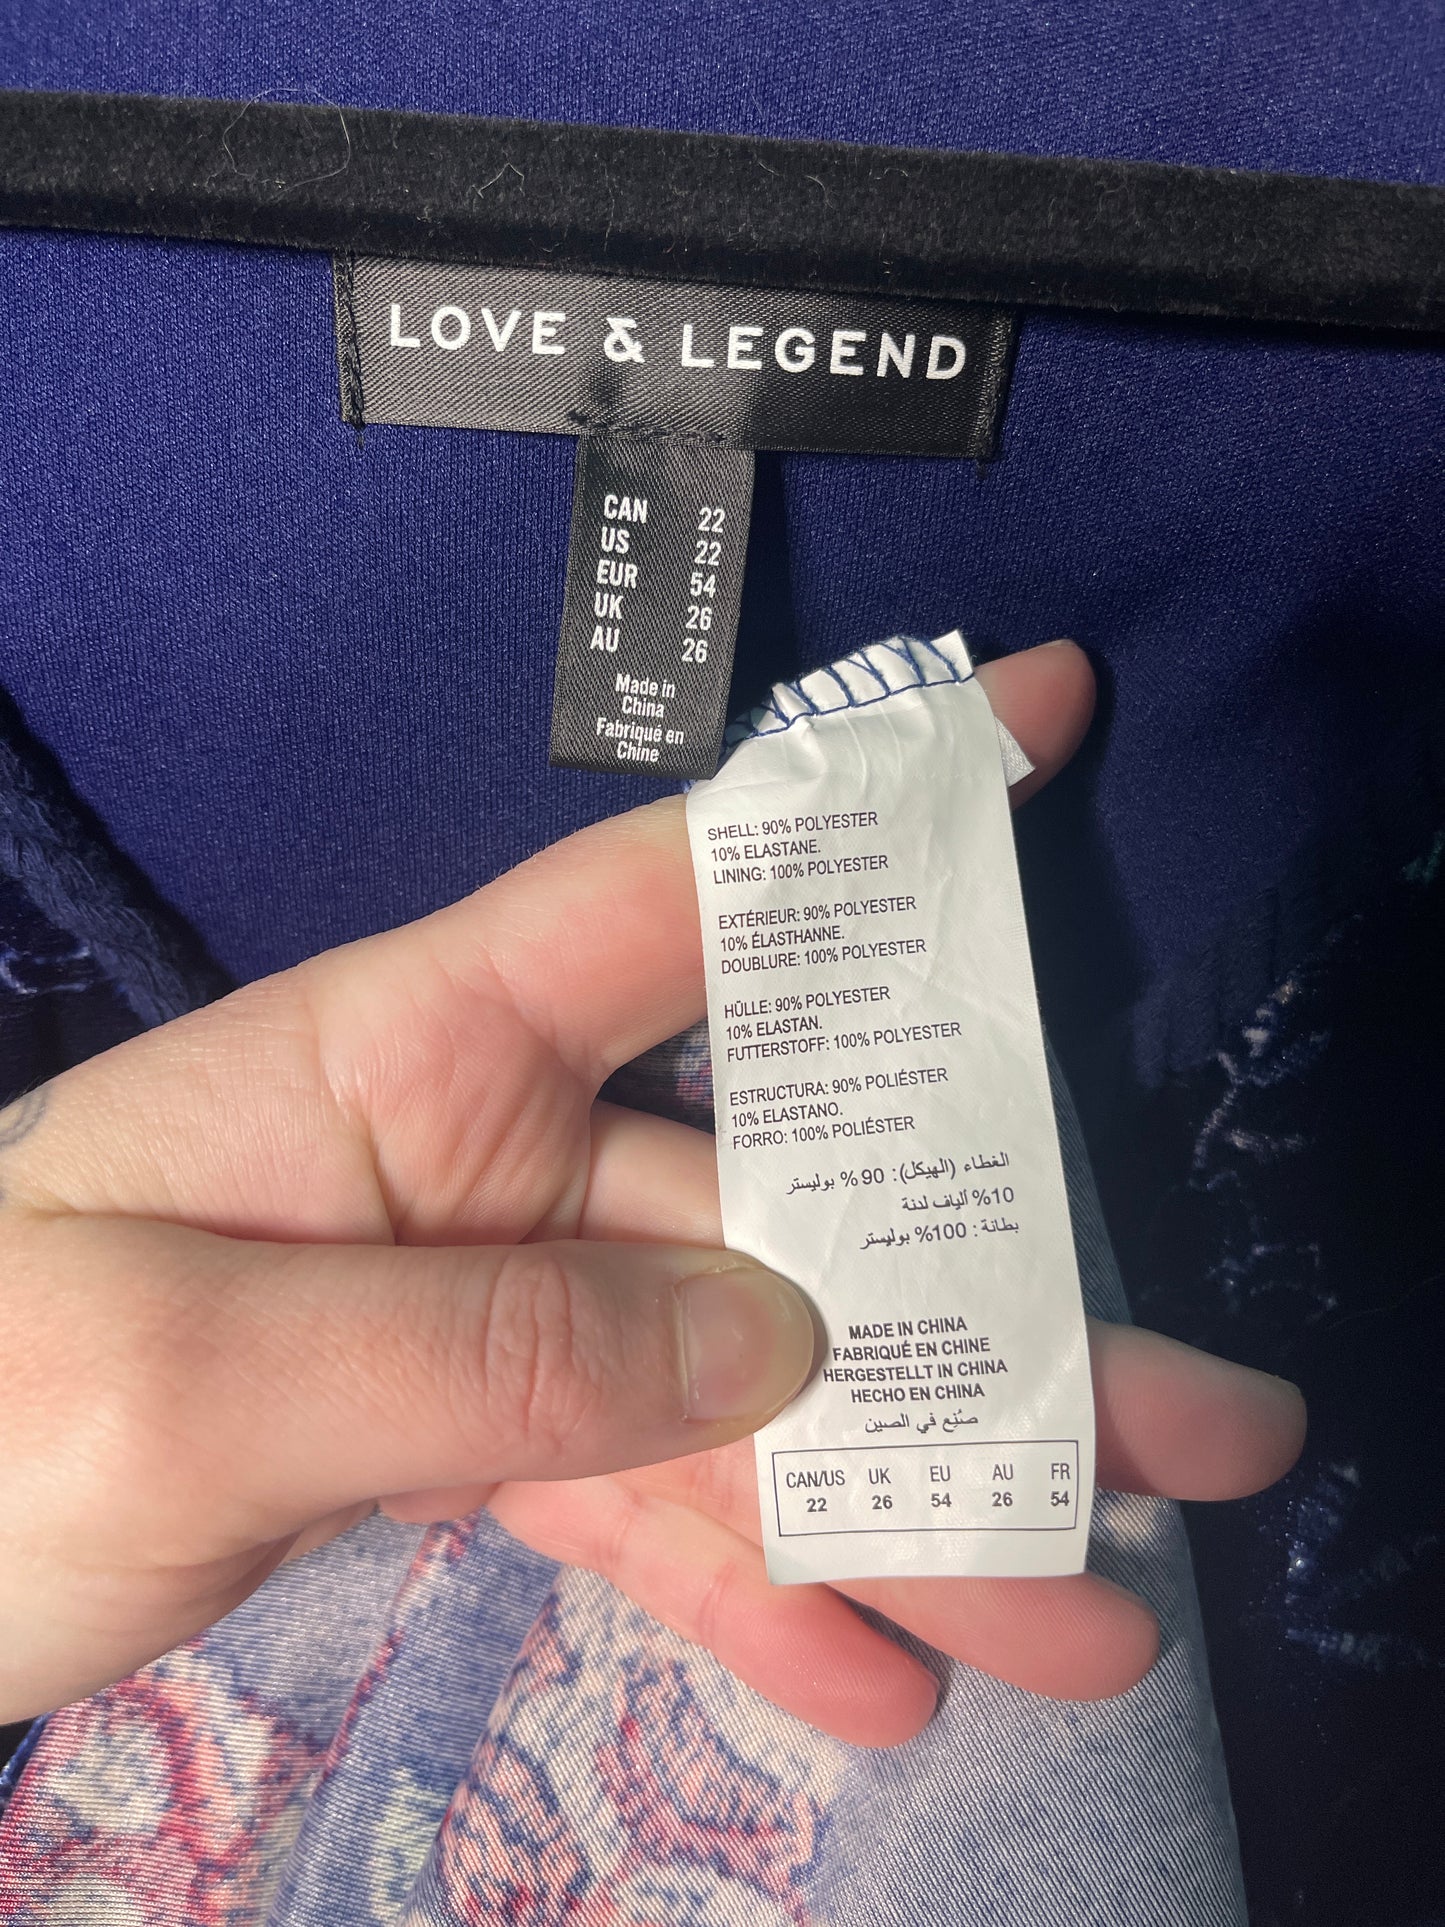 LOVE & LEGEND
CAN 22
US 22
EUR 54
UK 26
AU 26
Made in
China
Fabriqué en
Chine
SHELL: 90% POLYESTER
10% ELASTANE.
LINING: 100% POLYESTER
EXTÉRIEUR: 90% POLYESTER
10% ÉLASTHANNE.
DOUBLURE: 100% POLYESTER
HÜLLE: 90% POLYESTER
10% ELASTAN.
FUTTERSTOFF: 100% POLYESTER
ESTRUCTURA: 90% POLIÉSTER
10% ELASTANO.
FORRO: 100% POLIÉSTER
الغطاء (الهيكل): 90 % بوليستر
10% ألياف لدنة
بطانة : 100% بوليستر
MADE IN CHINA
FABRIQUÉ EN CHINE
HERGESTELLT IN CHINA
HECHO EN CHINA
صُنِع في الصين
CAN/US UK EU AU FR
22 26 54 26 54